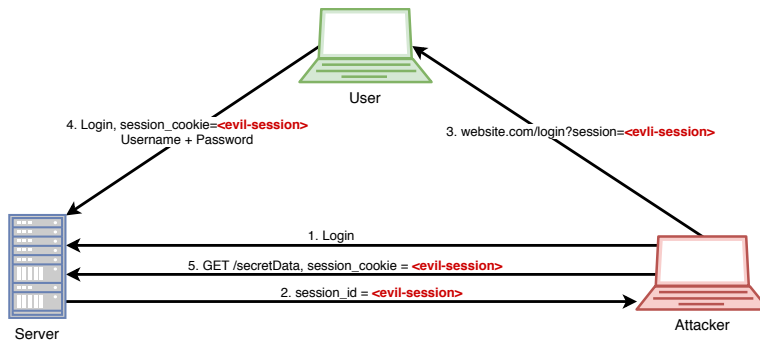 User
4. Login, session_cookie=<evil-session>
Username + Password
3. website.com/login?session=<evli-session>
1. Login
5. GET /secretData, session_cookie = <evil-session>
2. session_id = <evil-session>
Server
Attacker